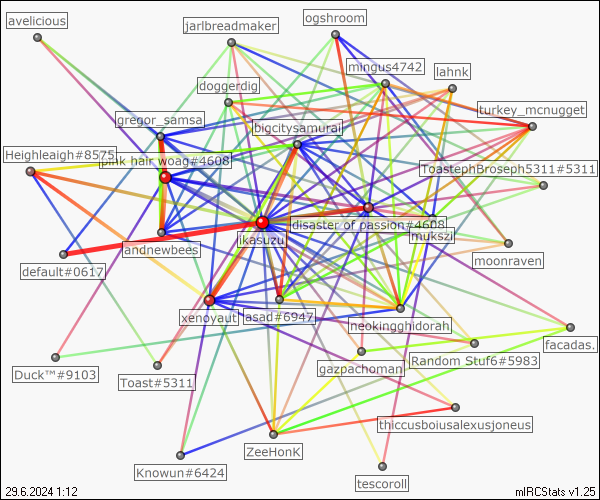 ogshroom
avelicious
jarlbreadmaker
mingus4742
lahnk
doggerdig
turkey_mcnugget
gregor_samsa
bigcitysamurai
Heighleigh#8575
pink hair woag#4608
ToastephBroseph5311#5311
disaster of passion#4608
mukszi
ikasuzu
andnewbees
moonraven
default#0617
xenoyaut
asad#6947
neokingghidorah
facadas.
Random Stuf6#5983
gazpachoman
Duck™#9103
Toast#5311
thiccusboiusalexusjoneus
ZeeHonK
Knowun#6424
tescoroll
29.6.2024 1:12
mIRCStats v1.25